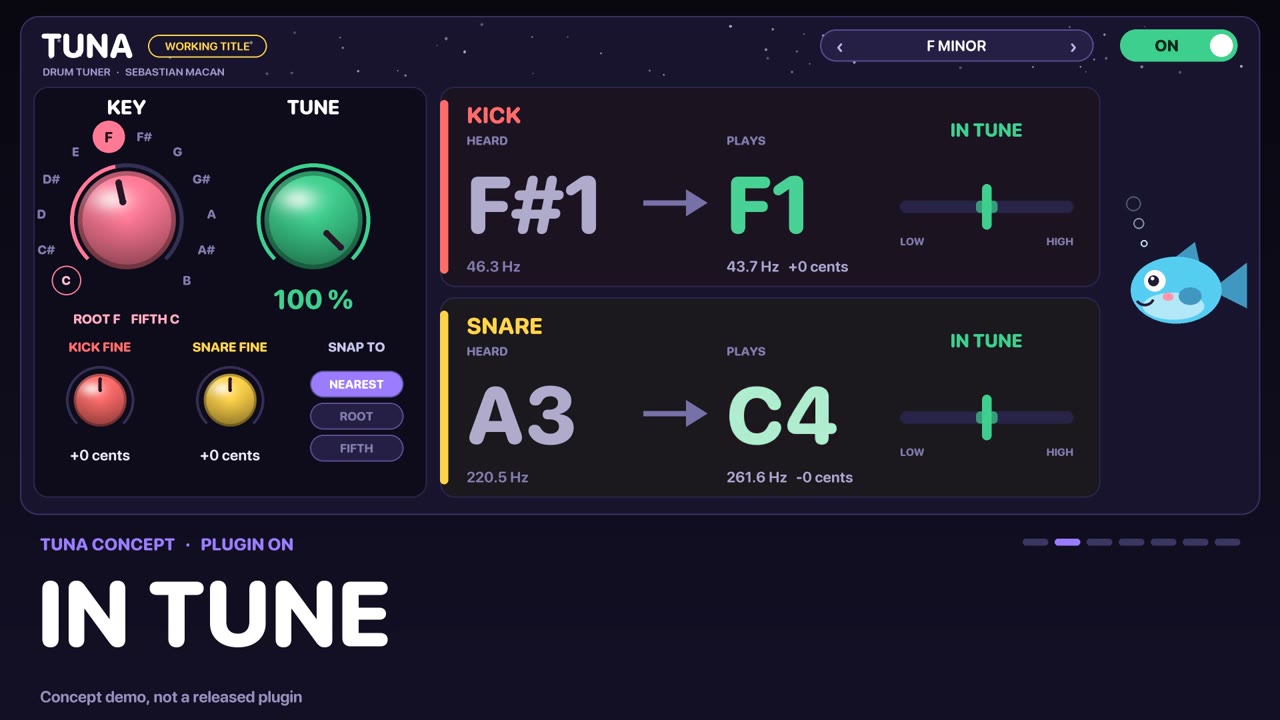 TUNA
WORKING TITLE*
‹ F MINOR ›
ON
DRUM TUNER · SEBASTIAN MACAN
KEY
TUNE
F
F#
E
G
D#
G#
D
A
C#
A#
C
B
100 %
ROOT F FIFTH C
KICK FINE
SNARE FINE
SNAP TO
NEAREST
ROOT
FIFTH
+0 cents
+0 cents
KICK
HEARD
PLAYS
IN TUNE
F#1
F1
LOW
HIGH
46.3 Hz
43.7 Hz +0 cents
SNARE
HEARD
PLAYS
IN TUNE
A3
C4
LOW
HIGH
220.5 Hz
261.6 Hz -0 cents
TUNA CONCEPT · PLUGIN ON
IN TUNE
Concept demo, not a released plugin